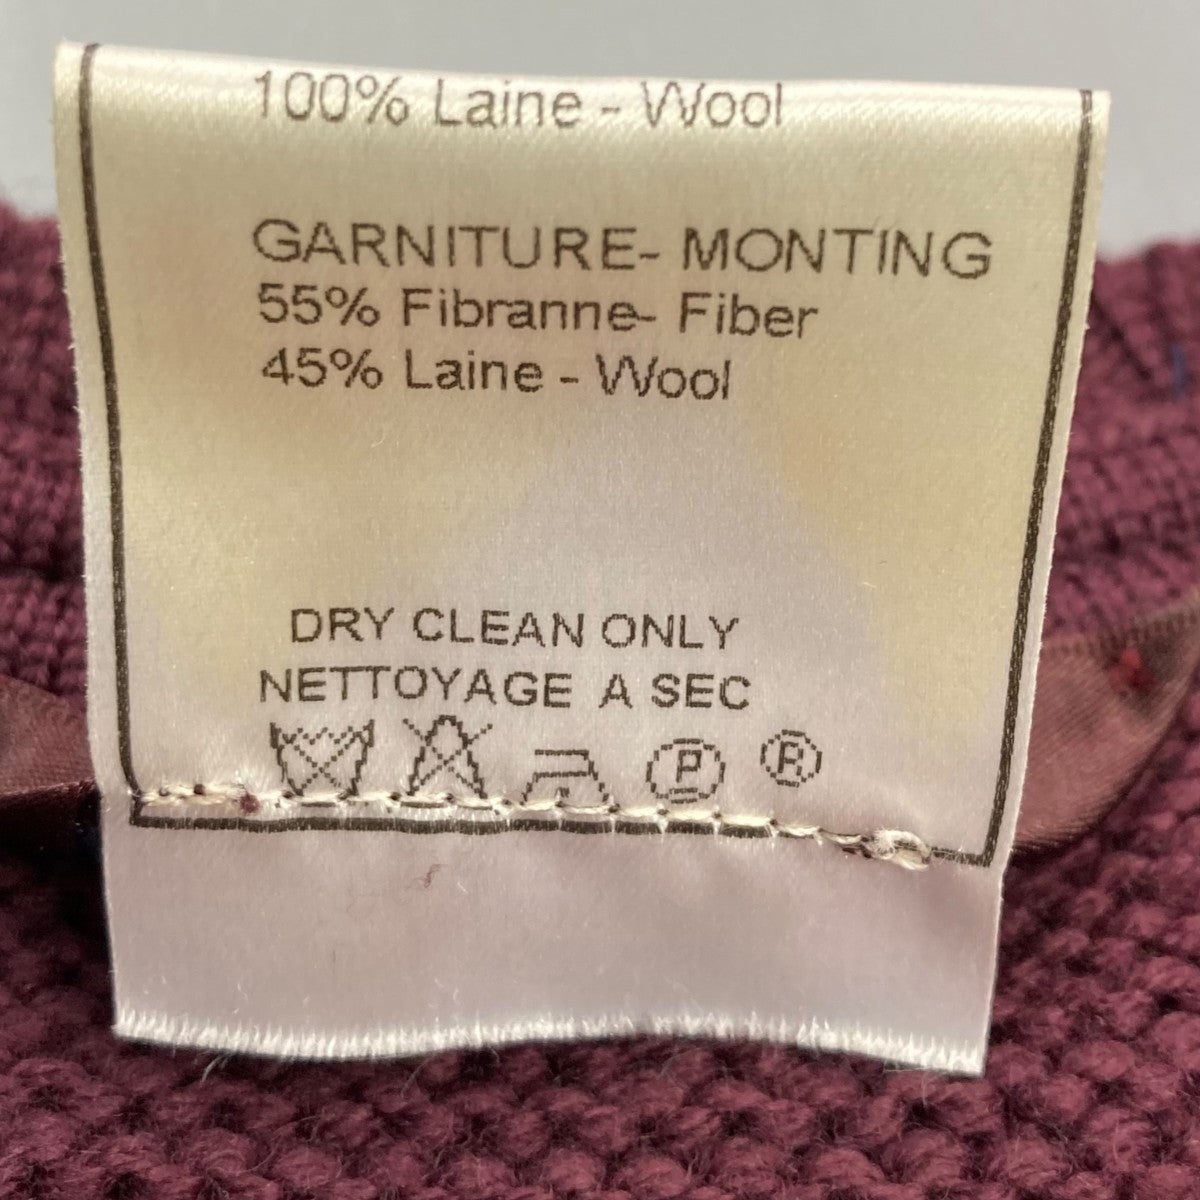 100% Laine - Wool
GARNITURE- MONTING
55% Fibranne- Fiber
45% Laine - Wool
DRY CLEAN ONLY
NETTOYAGE A SEC
P R